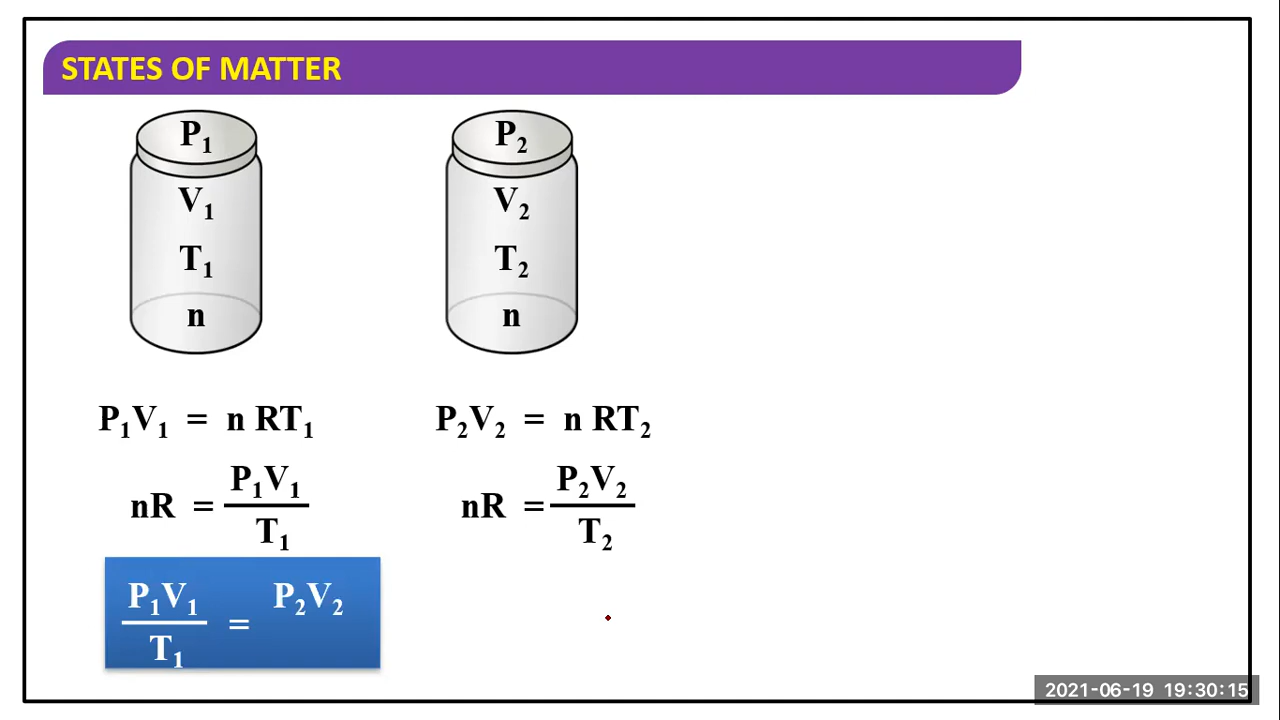 STATES OF MATTER
P₁ P₂
V₁ V₂
T₁ T₂
n n
P₁V₁ = n RT₁ P₂V₂ = n RT₂
nR = P₁V₁/T₁ nR = P₂V₂/T₂
P₁V₁/T₁ = P₂V₂
2021-06-19 19:30:15